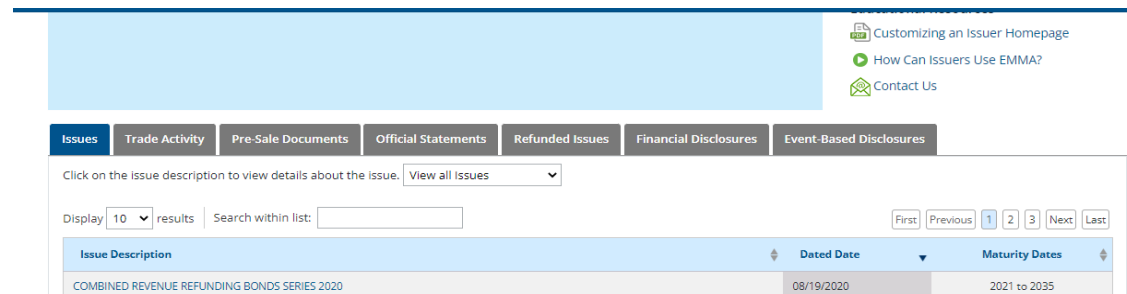 Educational Resources
Customizing an Issuer Homepage
How Can Issuers Use EMMA?
Contact Us
Issues Trade Activity Pre-Sale Documents Official Statements Refunded Issues Financial Disclosures Event-Based Disclosures
Click on the issue description to view details about the issue. View all Issues
Display 10 results Search within list: First Previous 1 2 3 Next Last
Issue Description Dated Date Maturity Dates
COMBINED REVENUE REFUNDING BONDS SERIES 2020 08/19/2020 2021 to 2035